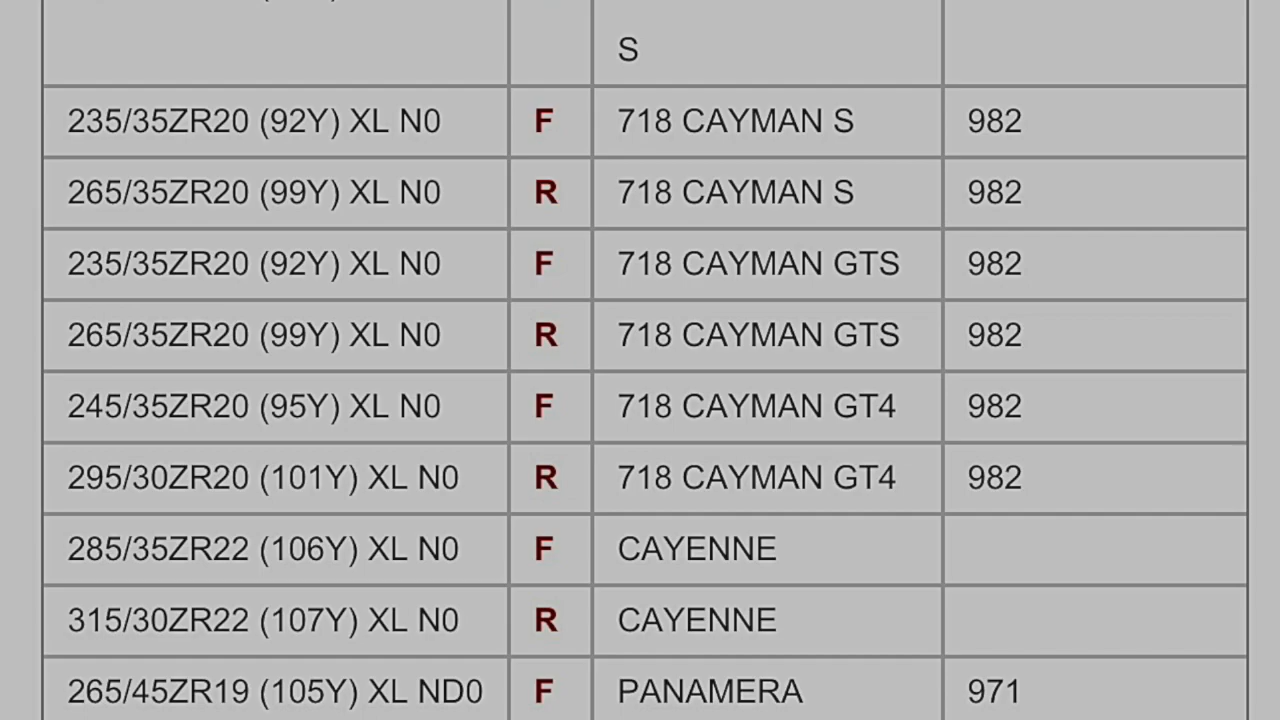 S
235/35ZR20 (92Y) XL N0 F 718 CAYMAN S 982
265/35ZR20 (99Y) XL N0 R 718 CAYMAN S 982
235/35ZR20 (92Y) XL N0 F 718 CAYMAN GTS 982
265/35ZR20 (99Y) XL N0 R 718 CAYMAN GTS 982
245/35ZR20 (95Y) XL N0 F 718 CAYMAN GT4 982
295/30ZR20 (101Y) XL N0 R 718 CAYMAN GT4 982
285/35ZR22 (106Y) XL N0 F CAYENNE
315/30ZR22 (107Y) XL N0 R CAYENNE
265/45ZR19 (105Y) XL ND0 F PANAMERA 971